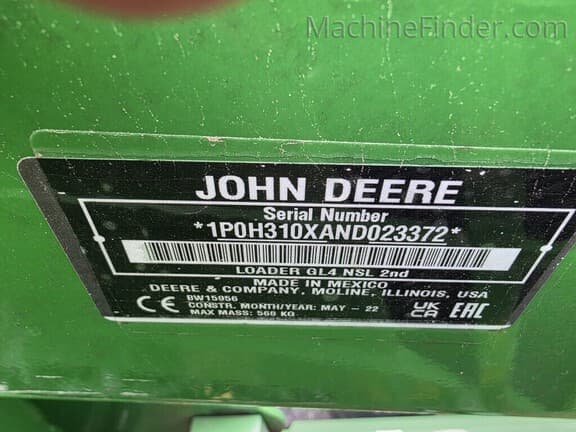 MachineFinder.com
JOHN DEERE
Serial Number
*1P0H310XAND023372*
LOADER GL4 NSL 2nd
MADE IN MEXICO
DEERE & COMPANY, MOLINE, ILLINOIS, USA
BW15956
CONSTR. MONTH/YEAR: MAY - 22
MAX MASS: 560 KG
CE
UK
CA
EAC